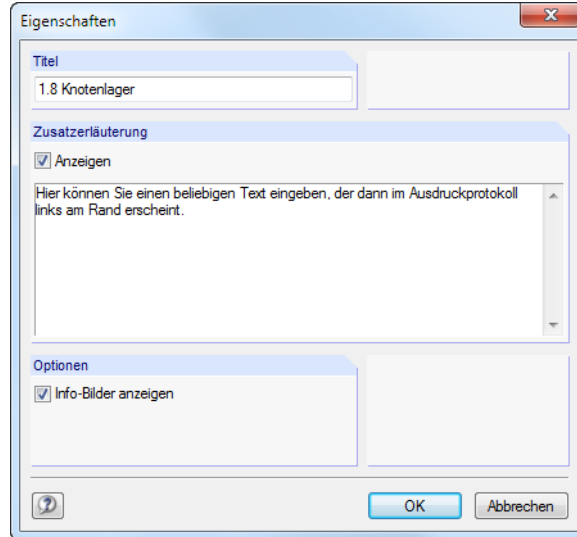 Eigenschaften
Titel
1.8 Knotenlager
Zusatzerläuterung
Anzeigen
Hier können Sie einen beliebigen Text eingeben, der dann im Ausdruckprotokoll
links am Rand erscheint.
Optionen
Info-Bilder anzeigen
OK
Abbrechen